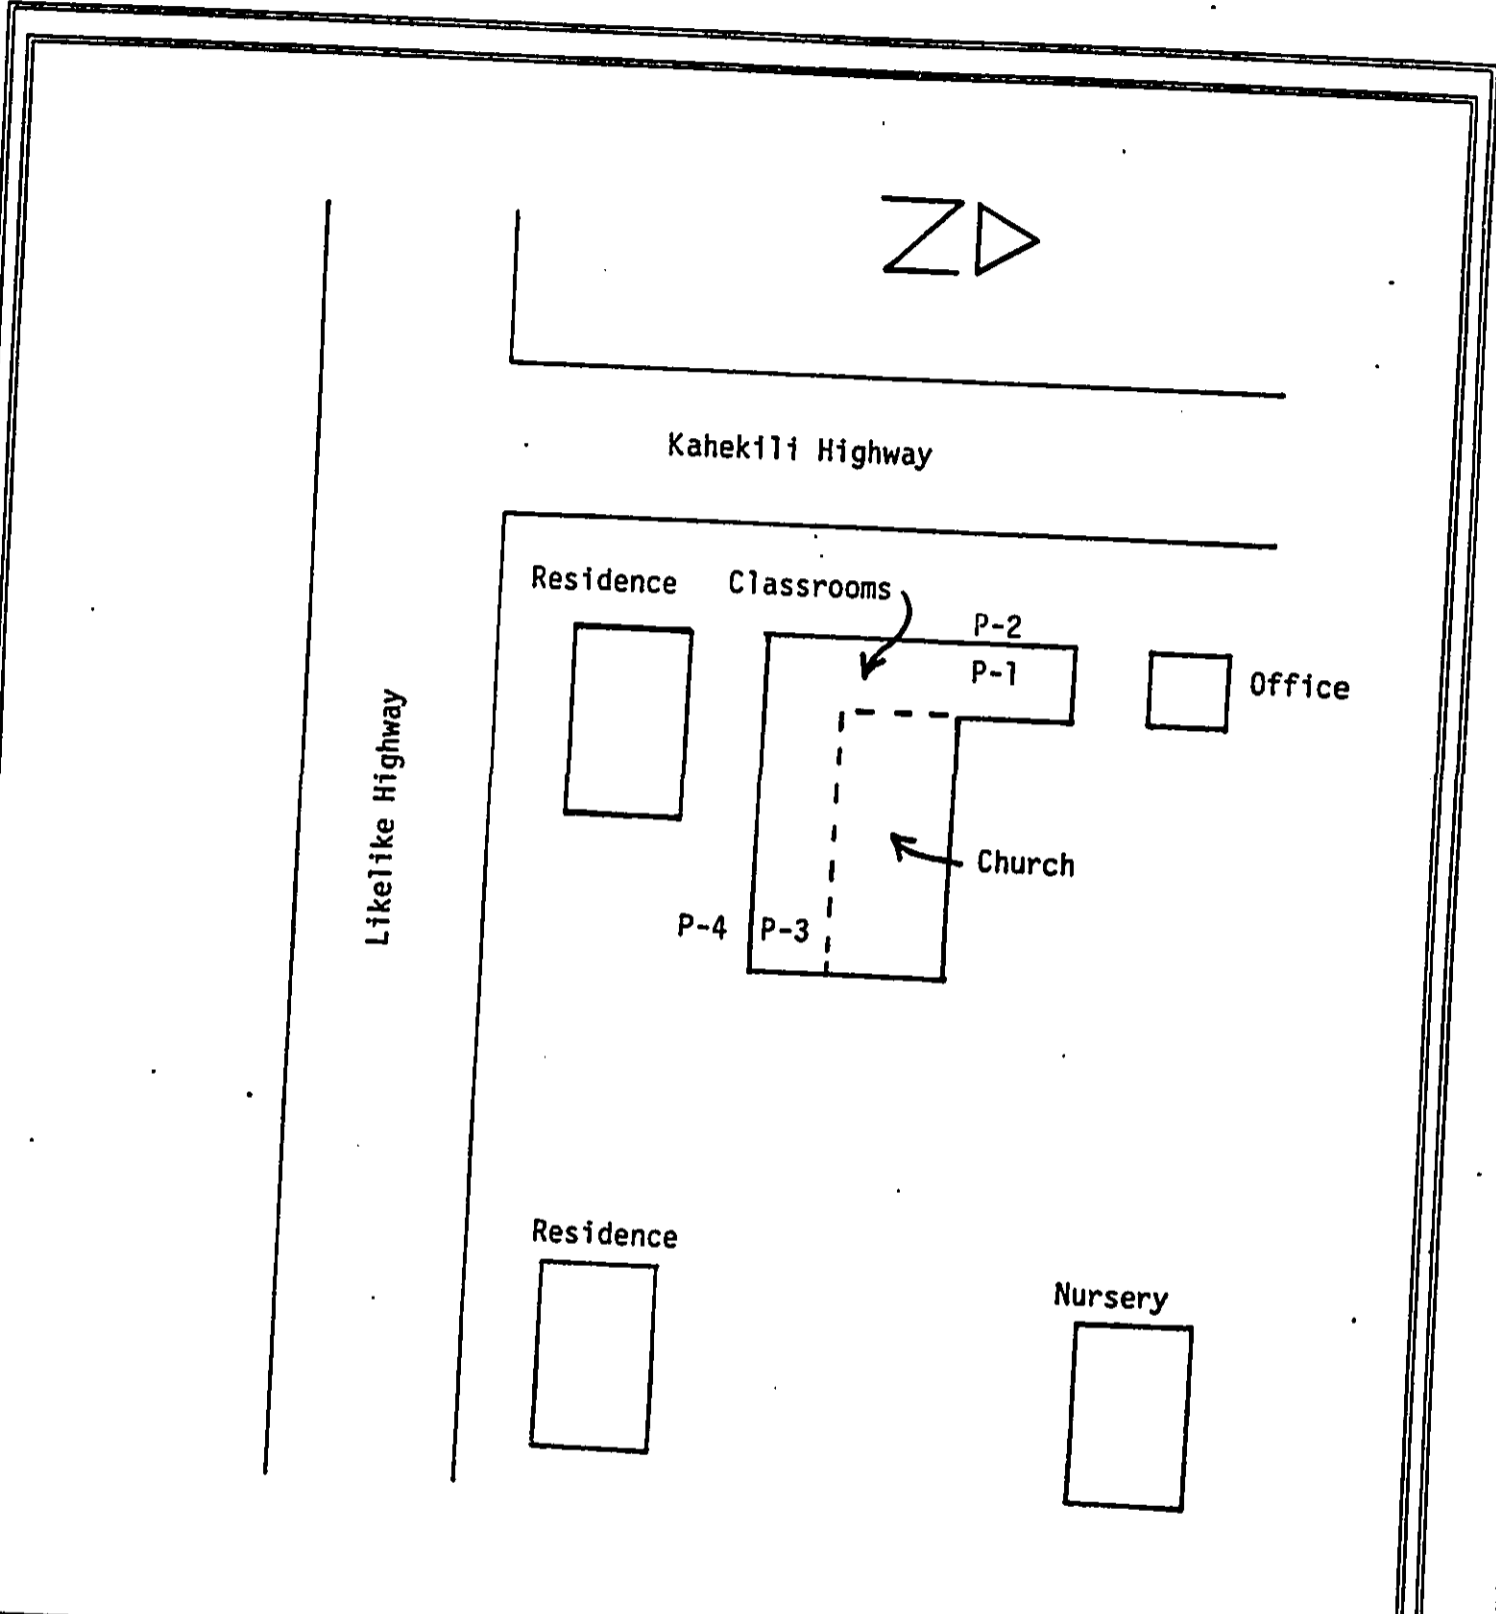 Z
Kahekili Highway
Residence
Classrooms
P-2
P-1
Office
Likelike Highway
Church
P-4
P-3
Residence
Nursery